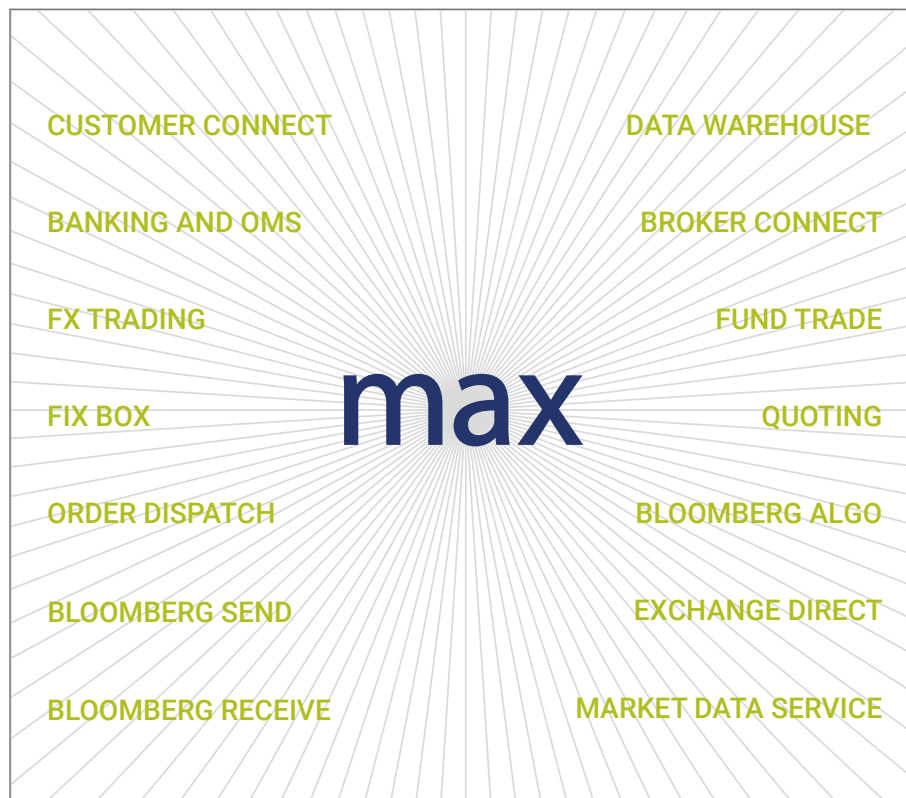 CUSTOMER CONNECT
BANKING AND OMS
FX TRADING
FIX BOX
ORDER DISPATCH
BLOOMBERG SEND
BLOOMBERG RECEIVE
max
DATA WAREHOUSE
BROKER CONNECT
FUND TRADE
QUOTING
BLOOMBERG ALGO
EXCHANGE DIRECT
MARKET DATA SERVICE